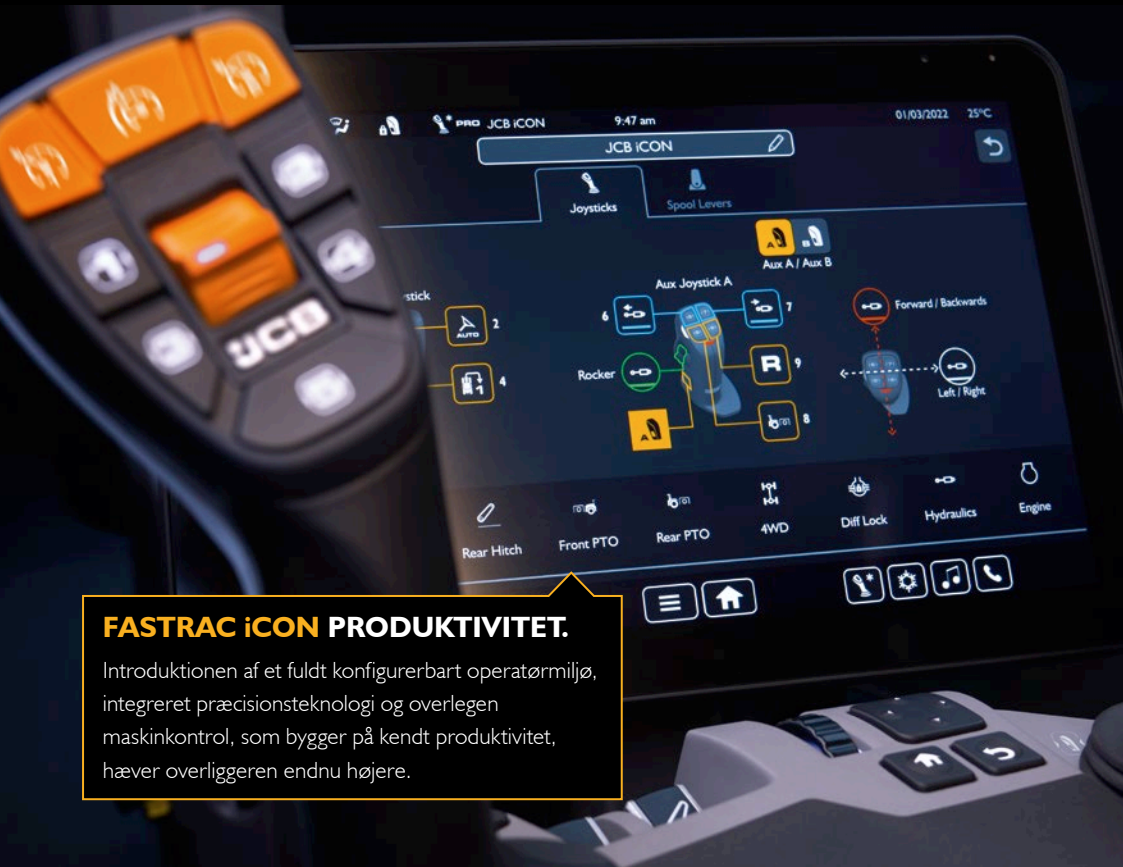 PRO JCB iCON
9:47 am
01/03/2022 25°C
JCB iCON
Joysticks
Spool Levers
A
B
Aux A / Aux B
Aux Joystick A
stick
AUTO 2
4
6
7
Rocker
R 9
A
8
Forward / Backwards
Left / Right
JCB
Rear Hitch
Front PTO
Rear PTO
4WD
Diff Lock
Hydraulics
Engine
FASTRAC iCON PRODUKTIVITET.
Introduktionen af et fuldt konfigurerbart operatørmiljø,
integreret præcisionsteknologi og overlegen
maskinkontrol, som bygger på kendt produktivitet,
hæver overliggeren endnu højere.